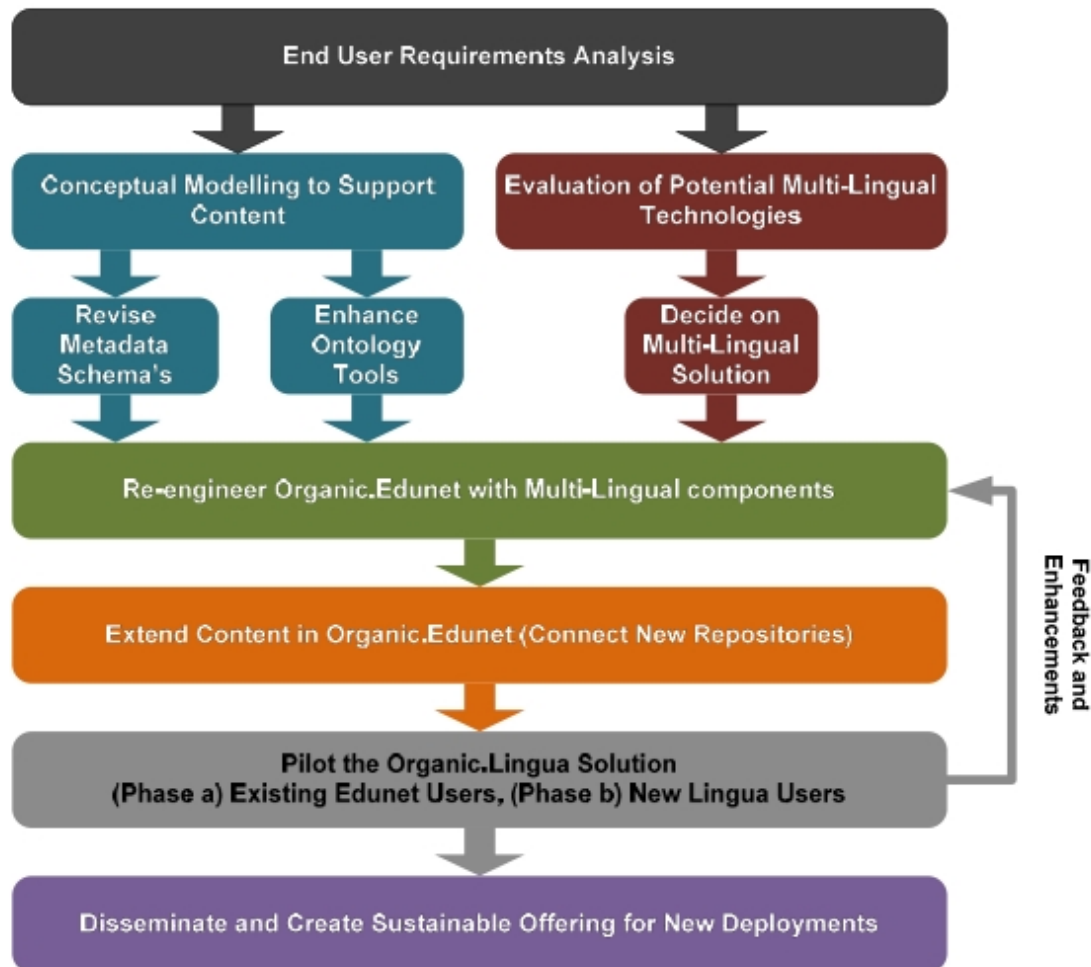 End User Requirements Analysis
Conceptual Modelling to Support
Content
Evaluation of Potential Multi-Lingual
Technologies
Revise
Metadata
Schema's
Enhance
Ontology
Tools
Decide on
Multi-Lingual
Solution
Re-engineer Organic.Edunet with Multi-Lingual components
Extend Content in Organic.Edunet (Connect New Repositories)
Pilot the Organic.Lingua Solution
(Phase a) Existing Edunet Users, (Phase b) New Lingua Users
Feedback and
Enhancements
Disseminate and Create Sustainable Offering for New Deployments